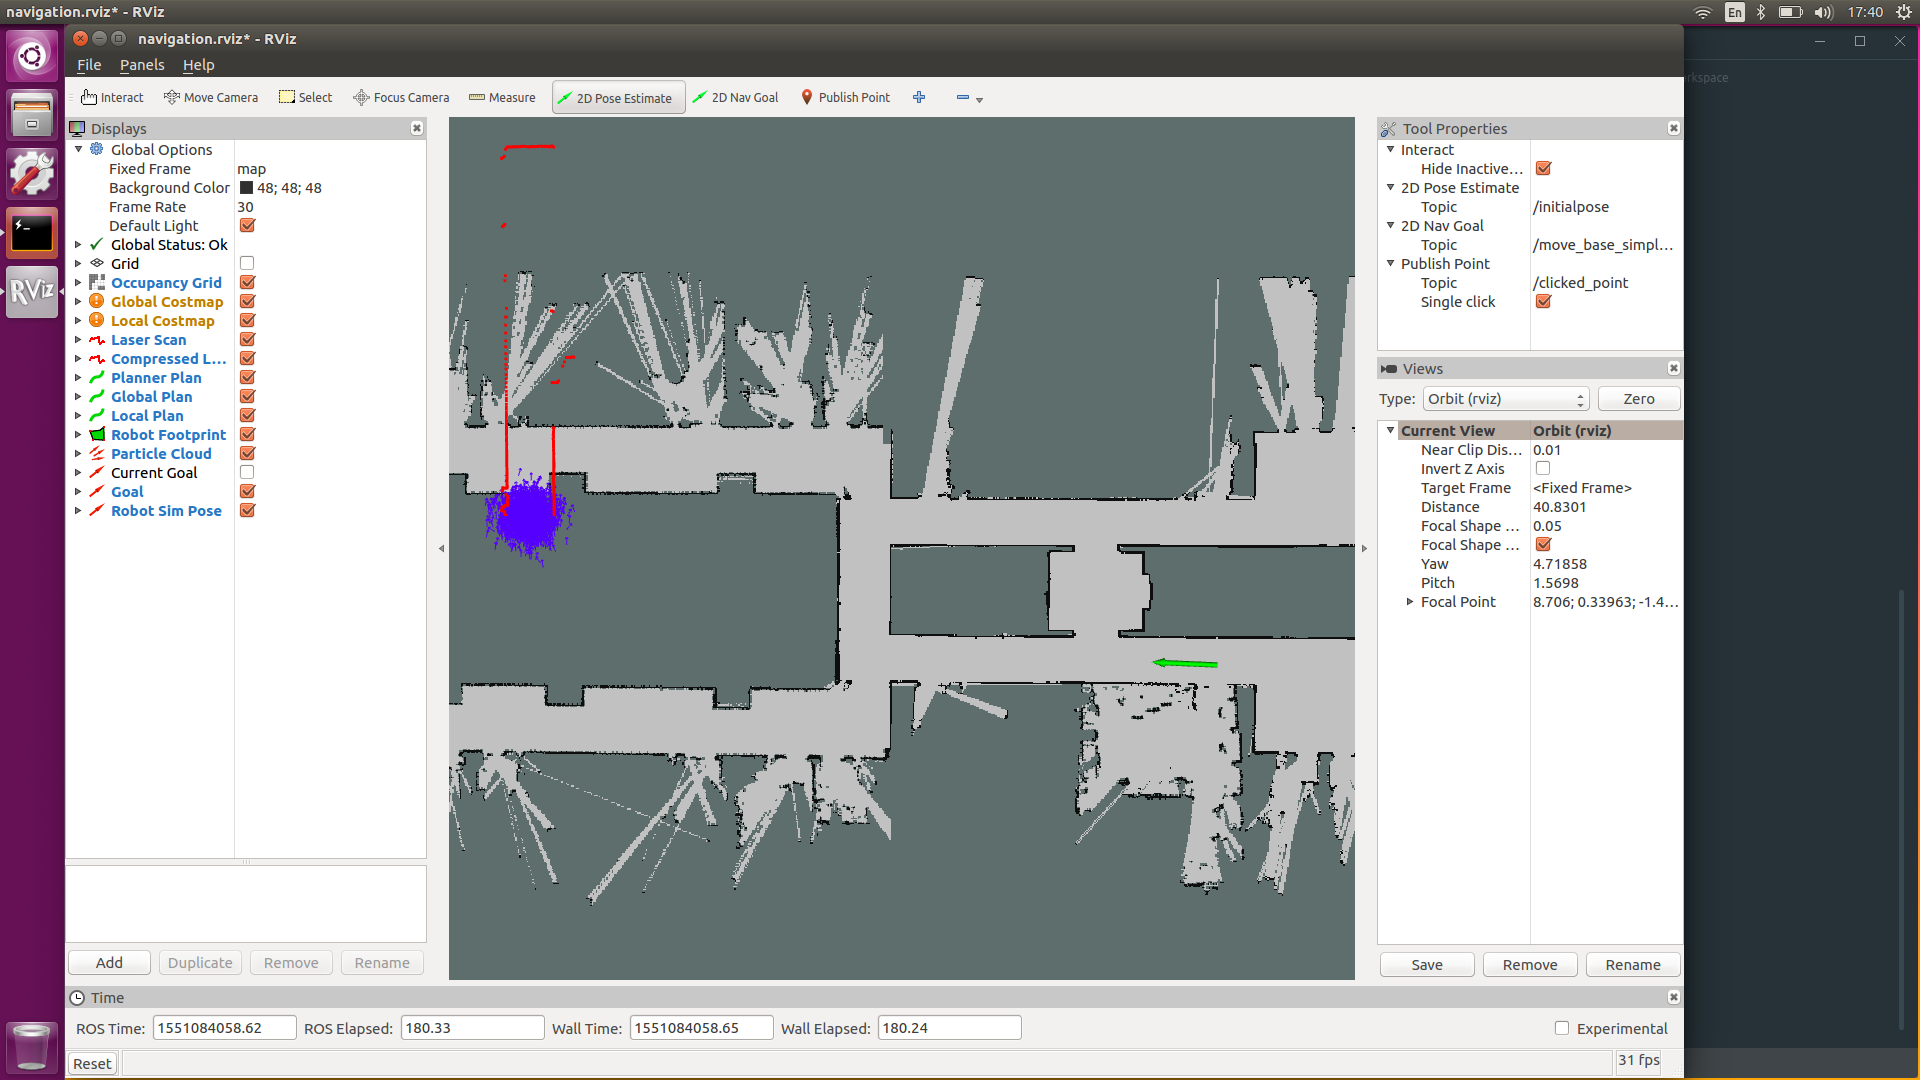 navigation.rviz* - RViz
En
17:40
navigation.rviz* - RViz
File Panels Help
Interact Move Camera Select Focus Camera Measure 2D Pose Estimate 2D Nav Goal Publish Point
Displays
Global Options
Fixed Frame map
Background Color 48; 48; 48
Frame Rate 30
Default Light
Global Status: Ok
Grid
Occupancy Grid
Global Costmap
Local Costmap
Laser Scan
Compressed L...
Planner Plan
Global Plan
Local Plan
Robot Footprint
Particle Cloud
Current Goal
Goal
Robot Sim Pose
Add Duplicate Remove Rename
RViz
Tool Properties
Interact
Hide Inactive...
2D Pose Estimate
Topic /initialpose
2D Nav Goal
Topic /move_base_simpl...
Publish Point
Topic /clicked_point
Single click
Views
Type: Orbit (rviz) Zero
Current View Orbit (rviz)
Near Clip Dis... 0.01
Invert Z Axis
Target Frame <Fixed Frame>
Distance 40.8301
Focal Shape ... 0.05
Focal Shape ...
Yaw 4.71858
Pitch 1.5698
Focal Point 8.706; 0.33963; -1.4...
Save Remove Rename
Time
ROS Time: 1551084058.62 ROS Elapsed: 180.33 Wall Time: 1551084058.65 Wall Elapsed: 180.24 Experimental
Reset 31 fps